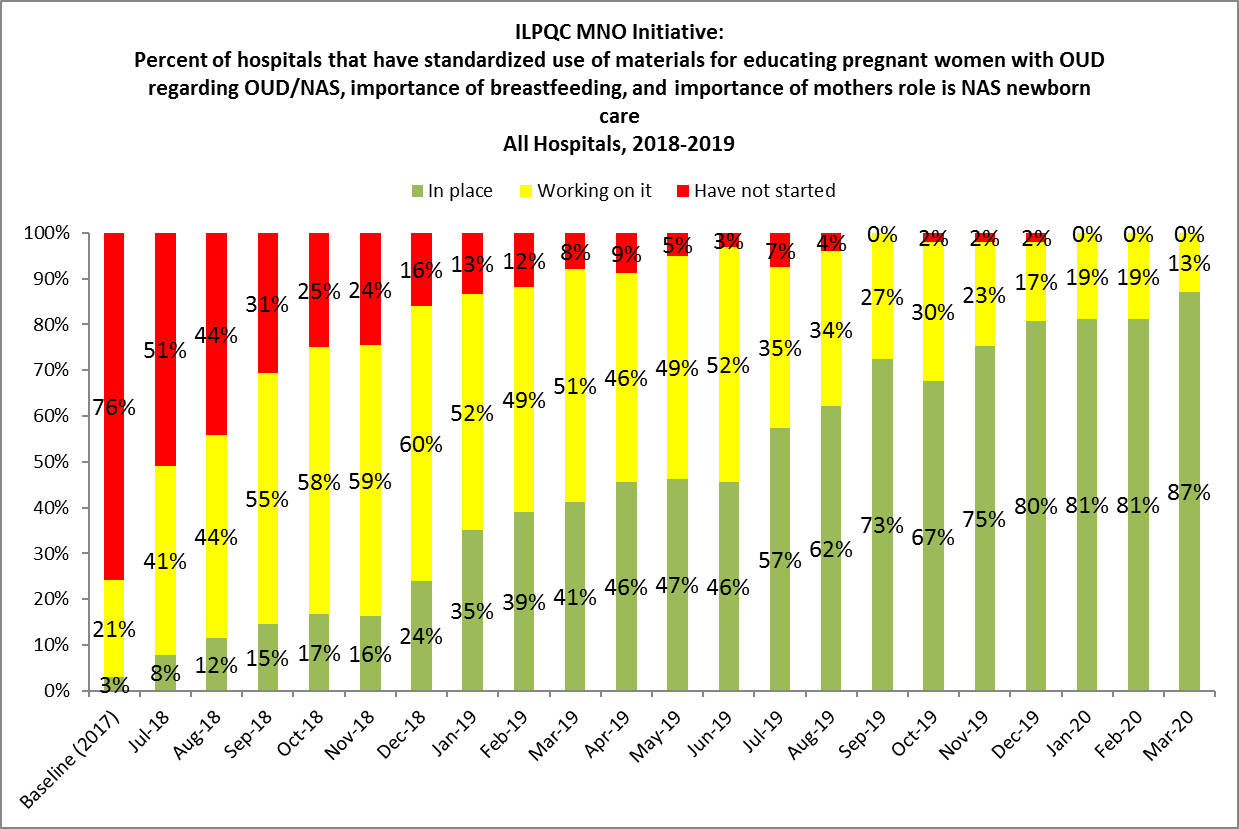 ILPQC MNO Initiative:
Percent of hospitals that have standardized use of materials for educating pregnant women with OUD
regarding OUD/NAS, importance of breastfeeding, and importance of mothers role is NAS newborn
care
All Hospitals, 2018-2019
In place Working on it Have not started
100%
90%
80%
70%
60%
50%
40%
30%
20%
10%
0%
76% 51% 44% 31% 25% 24% 16% 13% 12% 8% 9% 5% 3% 7% 4% 0% 2% 2% 2% 0% 0% 0%
21% 41% 44% 55% 58% 59% 60% 52% 49% 51% 46% 49% 52% 35% 34% 27% 30% 23% 17% 19% 19% 13%
3% 8% 12% 15% 17% 16% 24% 35% 39% 41% 46% 47% 46% 57% 62% 73% 67% 75% 80% 81% 81% 87%
Baseline (2017) Jul-18 Aug-18 Sep-18 Oct-18 Nov-18 Dec-18 Jan-19 Feb-19 Mar-19 Apr-19 May-19 Jun-19 Jul-19 Aug-19 Sep-19 Oct-19 Nov-19 Dec-19 Jan-20 Feb-20 Mar-20